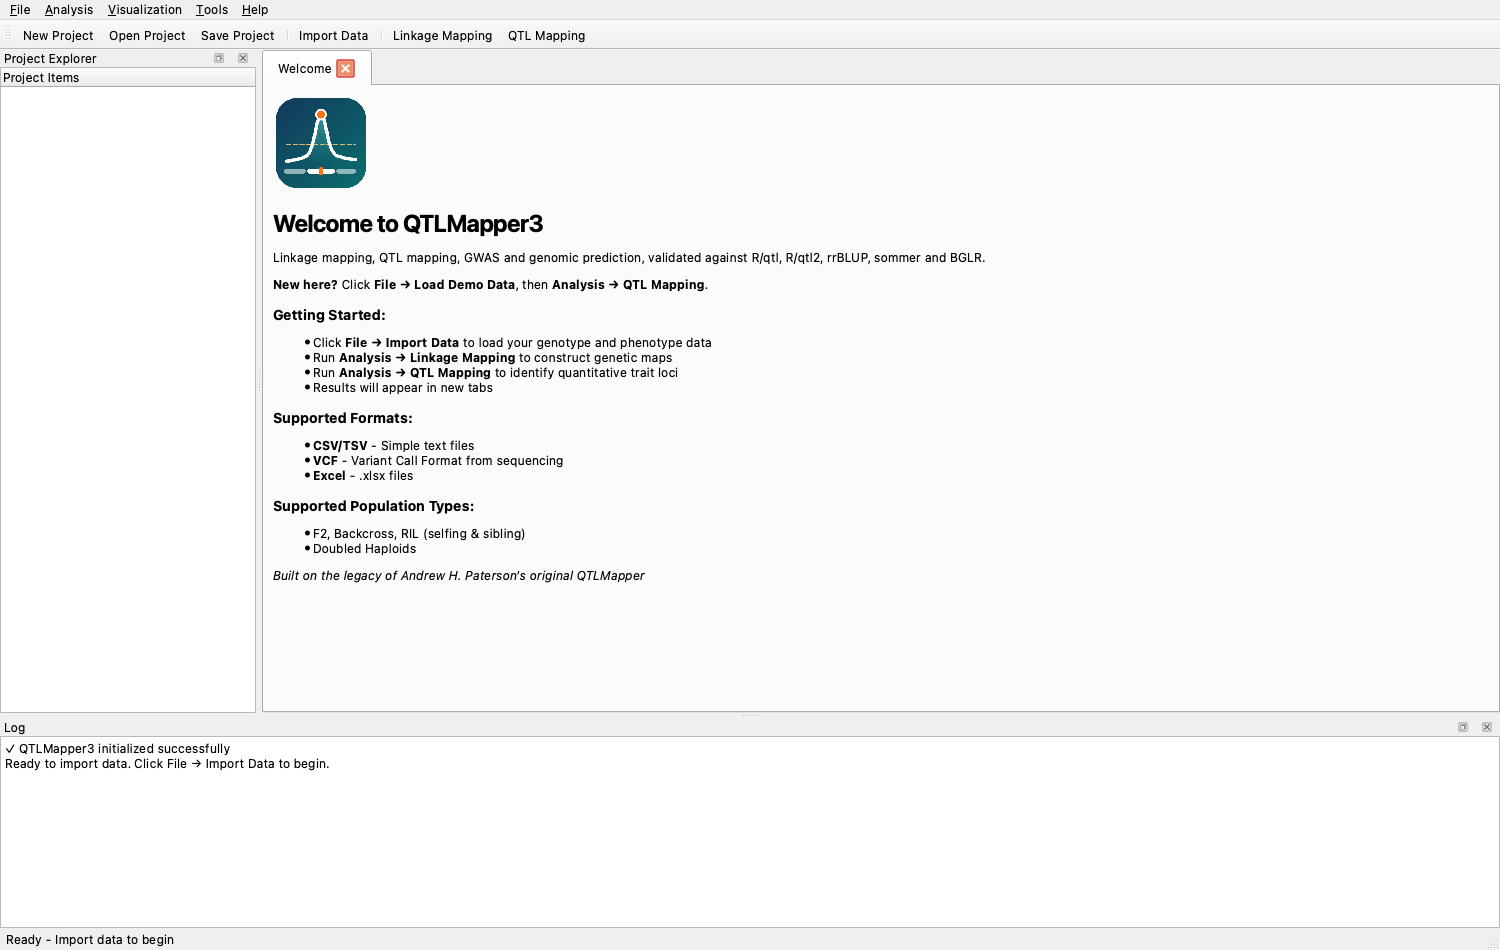 File Analysis Visualization Tools Help
New Project Open Project Save Project Import Data Linkage Mapping QTL Mapping
Project Explorer
Project Items
Welcome
Welcome to QTLMapper3
Linkage mapping, QTL mapping, GWAS and genomic prediction, validated against R/qtl, R/qtl2, rrBLUP, sommer and BGLR.
New here? Click File → Load Demo Data, then Analysis → QTL Mapping.
Getting Started:
• Click File → Import Data to load your genotype and phenotype data
• Run Analysis → Linkage Mapping to construct genetic maps
• Run Analysis → QTL Mapping to identify quantitative trait loci
• Results will appear in new tabs
Supported Formats:
• CSV/TSV - Simple text files
• VCF - Variant Call Format from sequencing
• Excel - .xlsx files
Supported Population Types:
• F2, Backcross, RIL (selfing & sibling)
• Doubled Haploids
Built on the legacy of Andrew H. Paterson's original QTLMapper
Log
✓ QTLMapper3 initialized successfully
Ready to import data. Click File → Import Data to begin.
Ready - Import data to begin